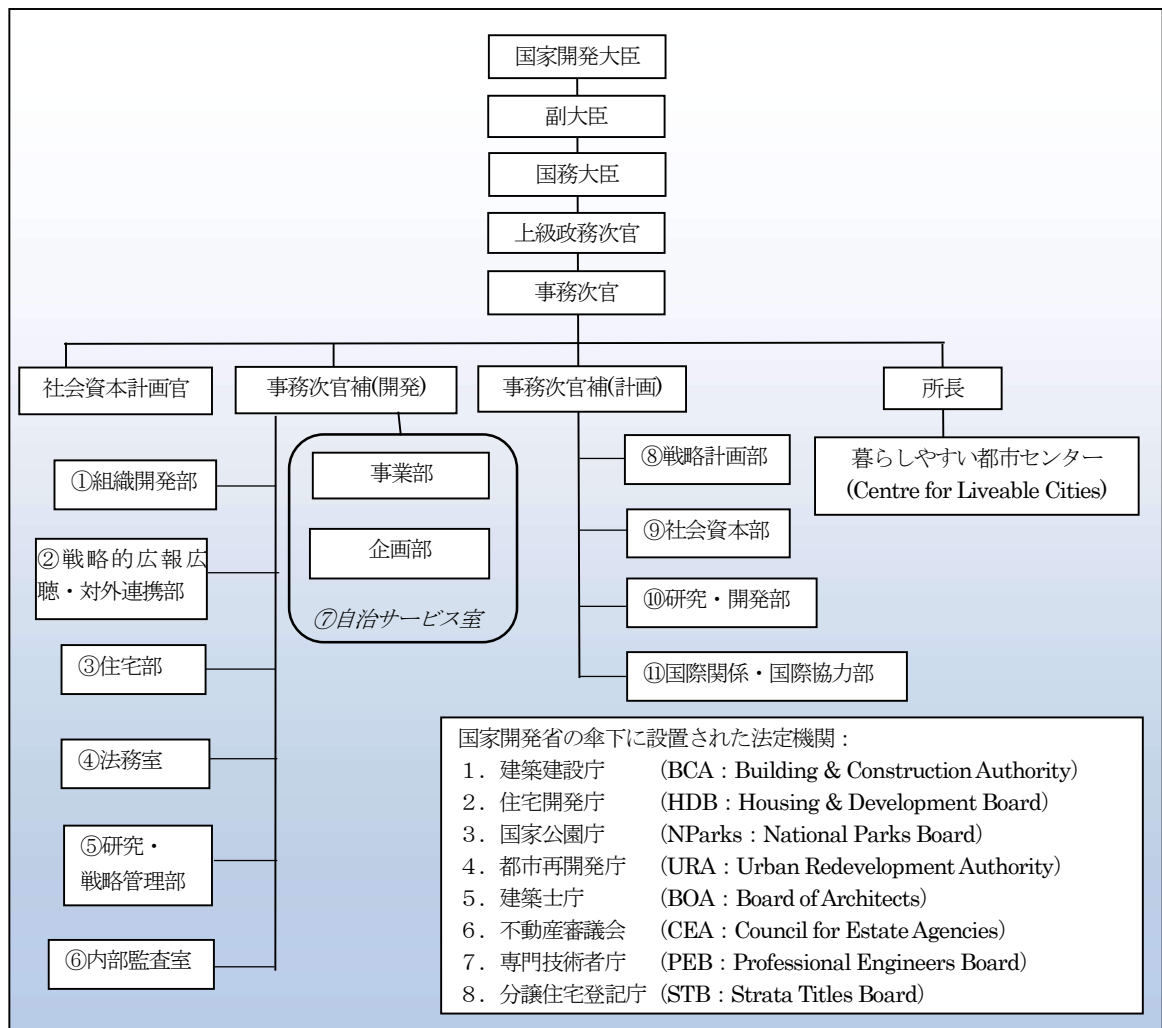 国家開発大臣
副大臣
国務大臣
上級政務次官
事務次官
社会資本計画官
事務次官補(開発)
事務次官補(計画)
所長
①組織開発部
②戦略的広報広
聴・対外連携部
③住宅部
④法務室
⑤研究・
戦略管理部
⑥内部監査室
事業部
企画部
⑦自治サービス室
⑧戦略計画部
⑨社会資本部
⑩研究・開発部
⑪国際関係・国際協力部
暮らしやすい都市センター
(Centre for Liveable Cities)
国家開発省の傘下に設置された法定機関：
1．建築建設庁 (BCA：Building & Construction Authority)
2．住宅開発庁 (HDB：Housing & Development Board)
3．国家公園庁 (NParks：National Parks Board)
4．都市再開発庁 (URA：Urban Redevelopment Authority)
5．建築士庁 (BOA：Board of Architects)
6．不動産審議会 (CEA：Council for Estate Agencies)
7．専門技術者庁 (PEB：Professional Engineers Board)
8．分譲住宅登記庁 (STB：Strata Titles Board)